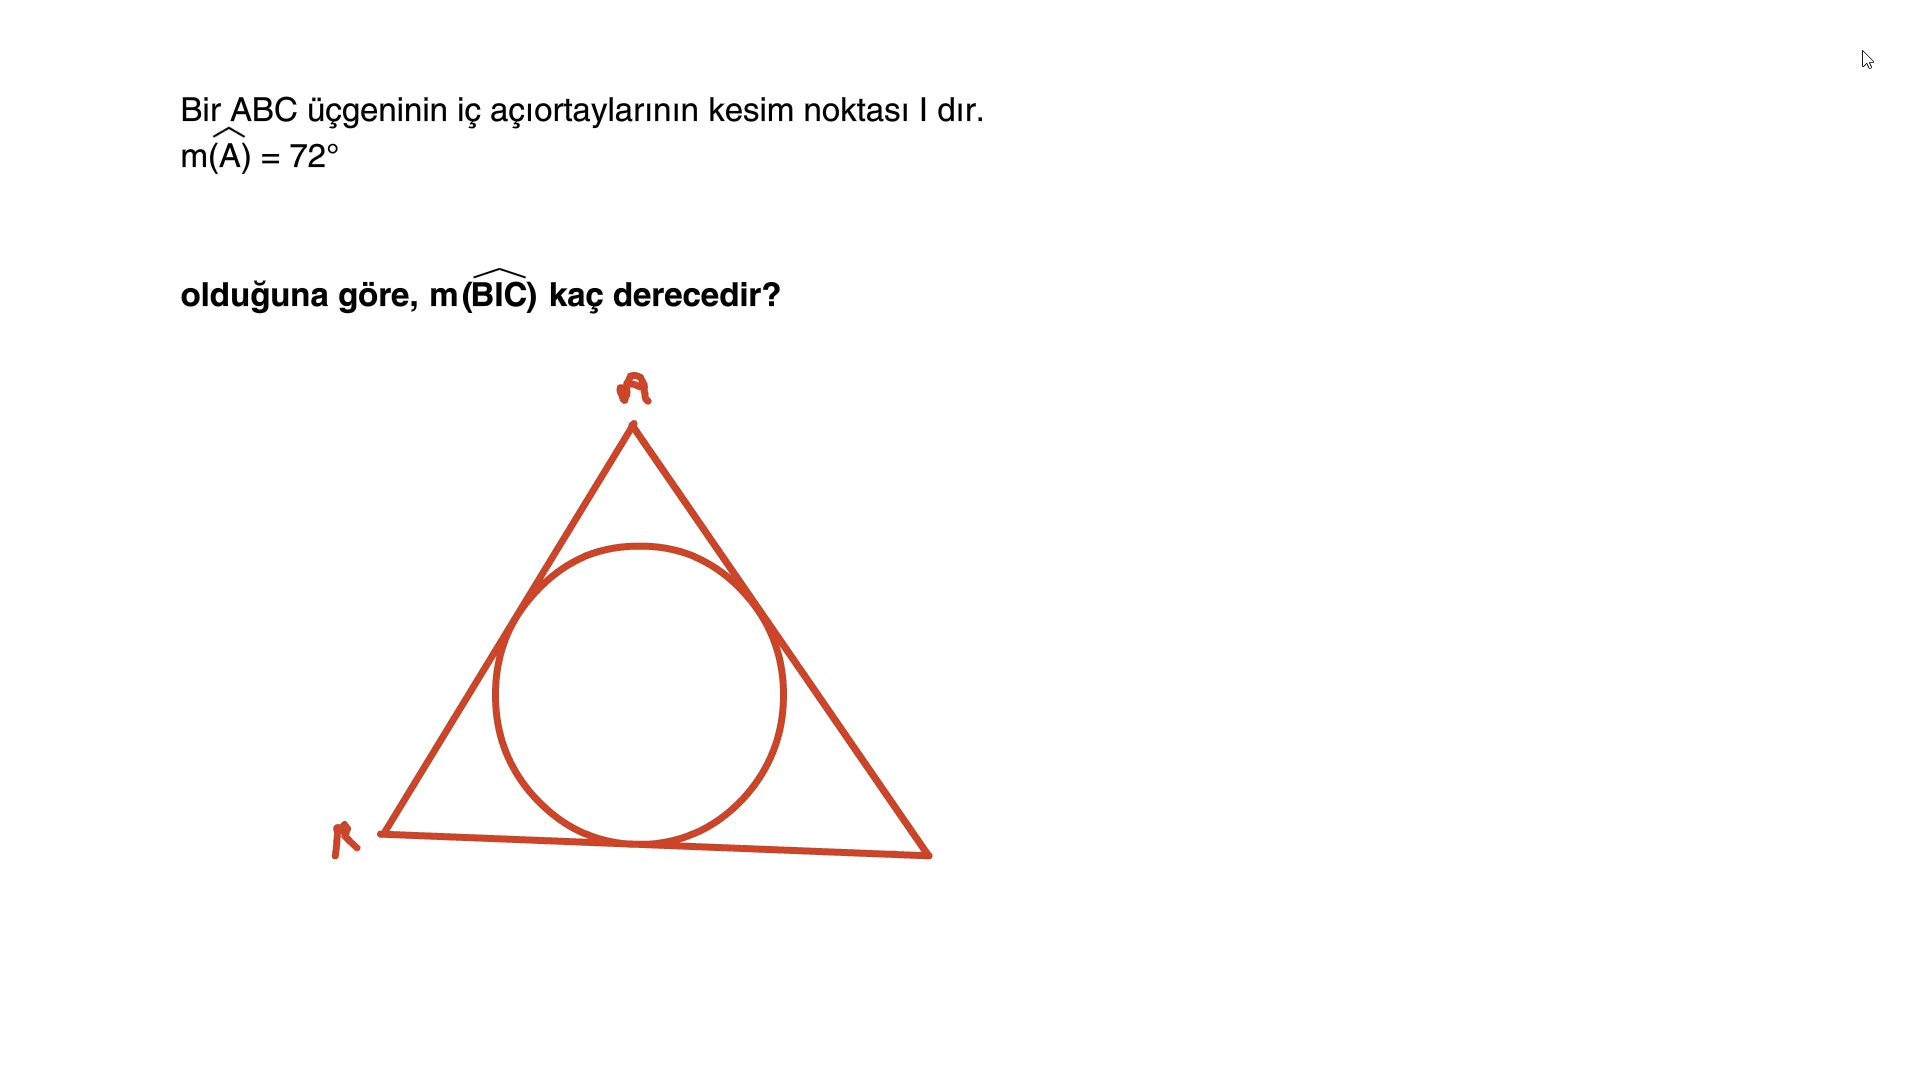 Bir ABC üçgeninin iç açıortaylarının kesim noktası I dır.
m(A) = 72°
olduğuna göre, m(BIC) kaç derecedir?
A